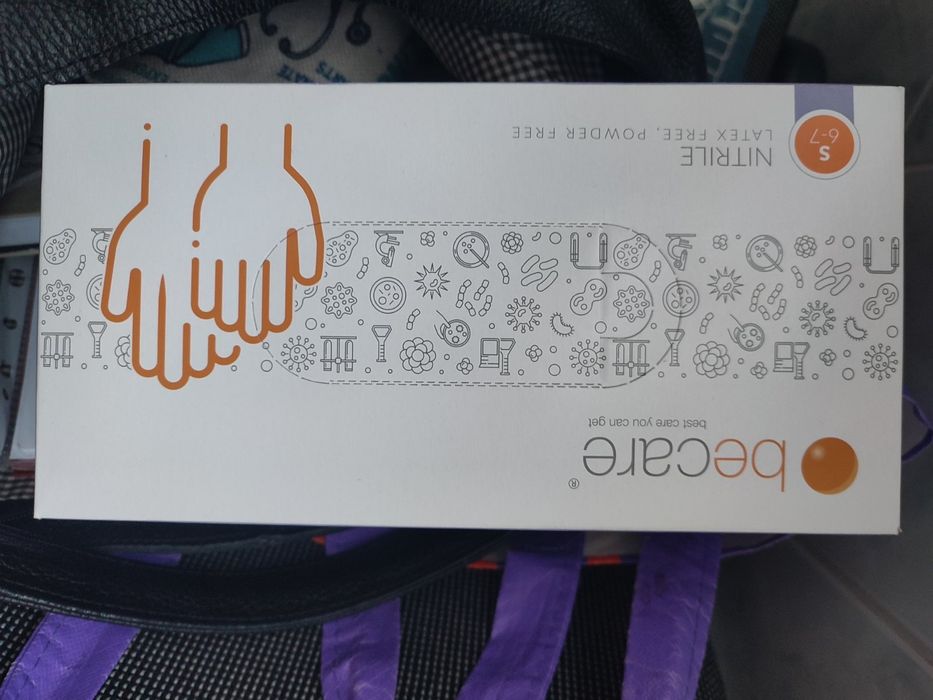 becare®
best care you can get
NITRILE
LATEX FREE, POWDER FREE
S
6-7